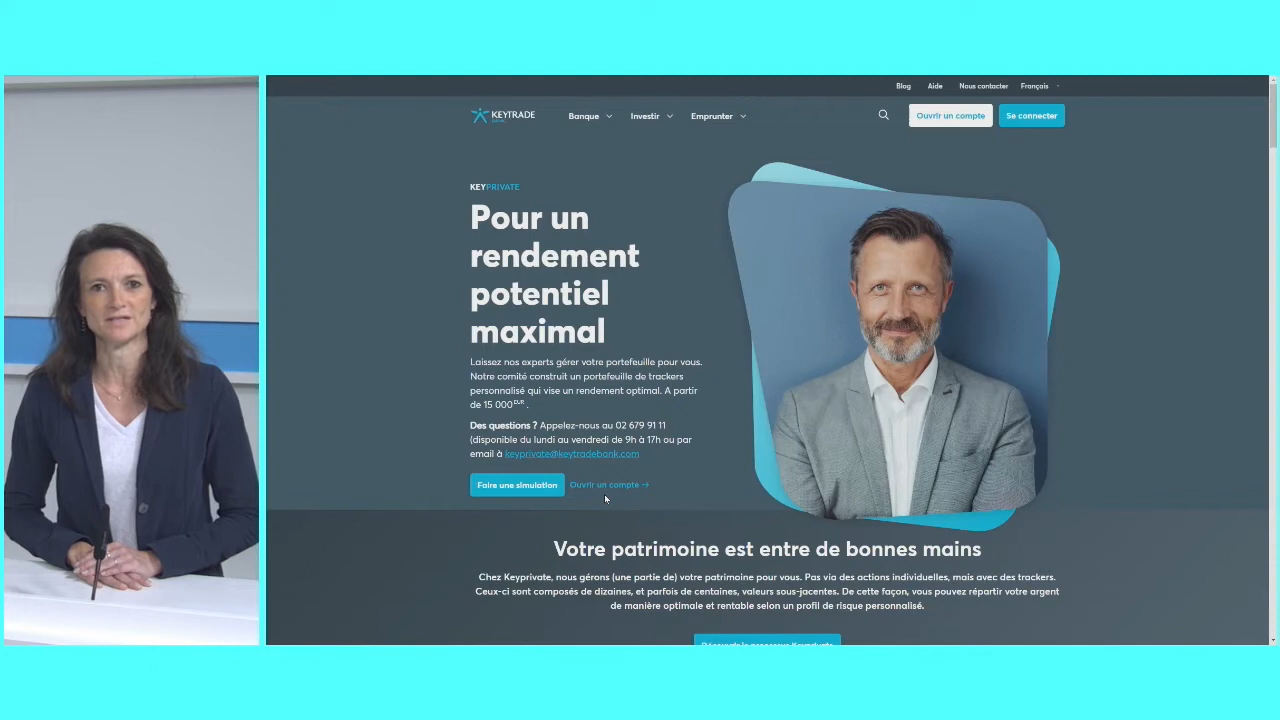 Blog Aide Nous contacter Français
KEYTRADE
Banque Investir Emprunter
Ouvrir un compte Se connecter
KEYPRIVATE
Pour un
rendement
potentiel
maximal
Laissez nos experts gérer votre portefeuille pour vous.
Notre comité construit un portefeuille de trackers
personnalisé qui vise un rendement optimal. A partir
de 15 000 EUR .
Des questions ? Appelez-nous au 02 679 91 11
(disponible du lundi au vendredi de 9h à 17h ou par
email à keyprivate@keytradebank.com
Faire une simulation Ouvrir un compte →
Votre patrimoine est entre de bonnes mains
Chez Keyprivate, nous gérons (une partie de) votre patrimoine pour vous. Pas via des actions individuelles, mais avec des trackers.
Ceux-ci sont composés de dizaines, et parfois de centaines, valeurs sous-jacentes. De cette façon, vous pouvez répartir votre argent
de manière optimale et rentable selon un profil de risque personnalisé.